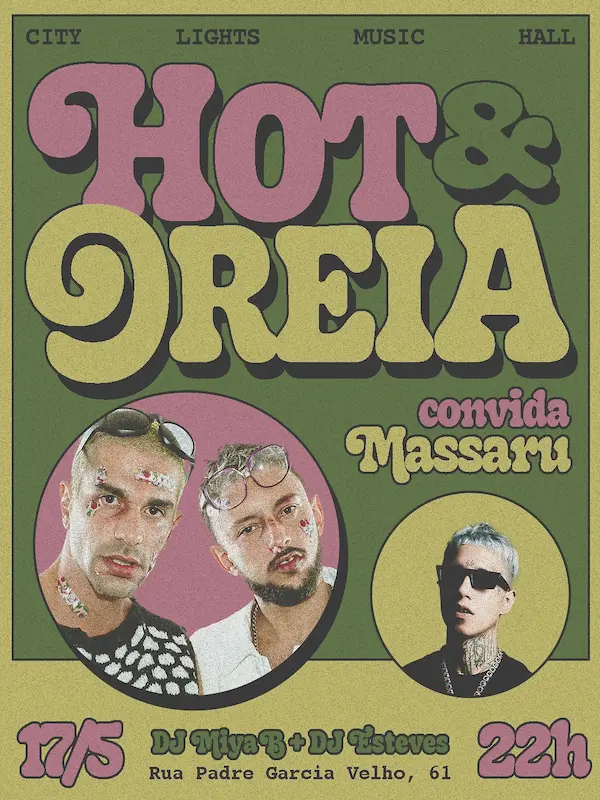 CITY LIGHTS MUSIC HALL
HOT &
OREIA
convida
Massaru
17/5
DJ MiyaB + DJ Esteves
Rua Padre Garcia Velho, 61
22h